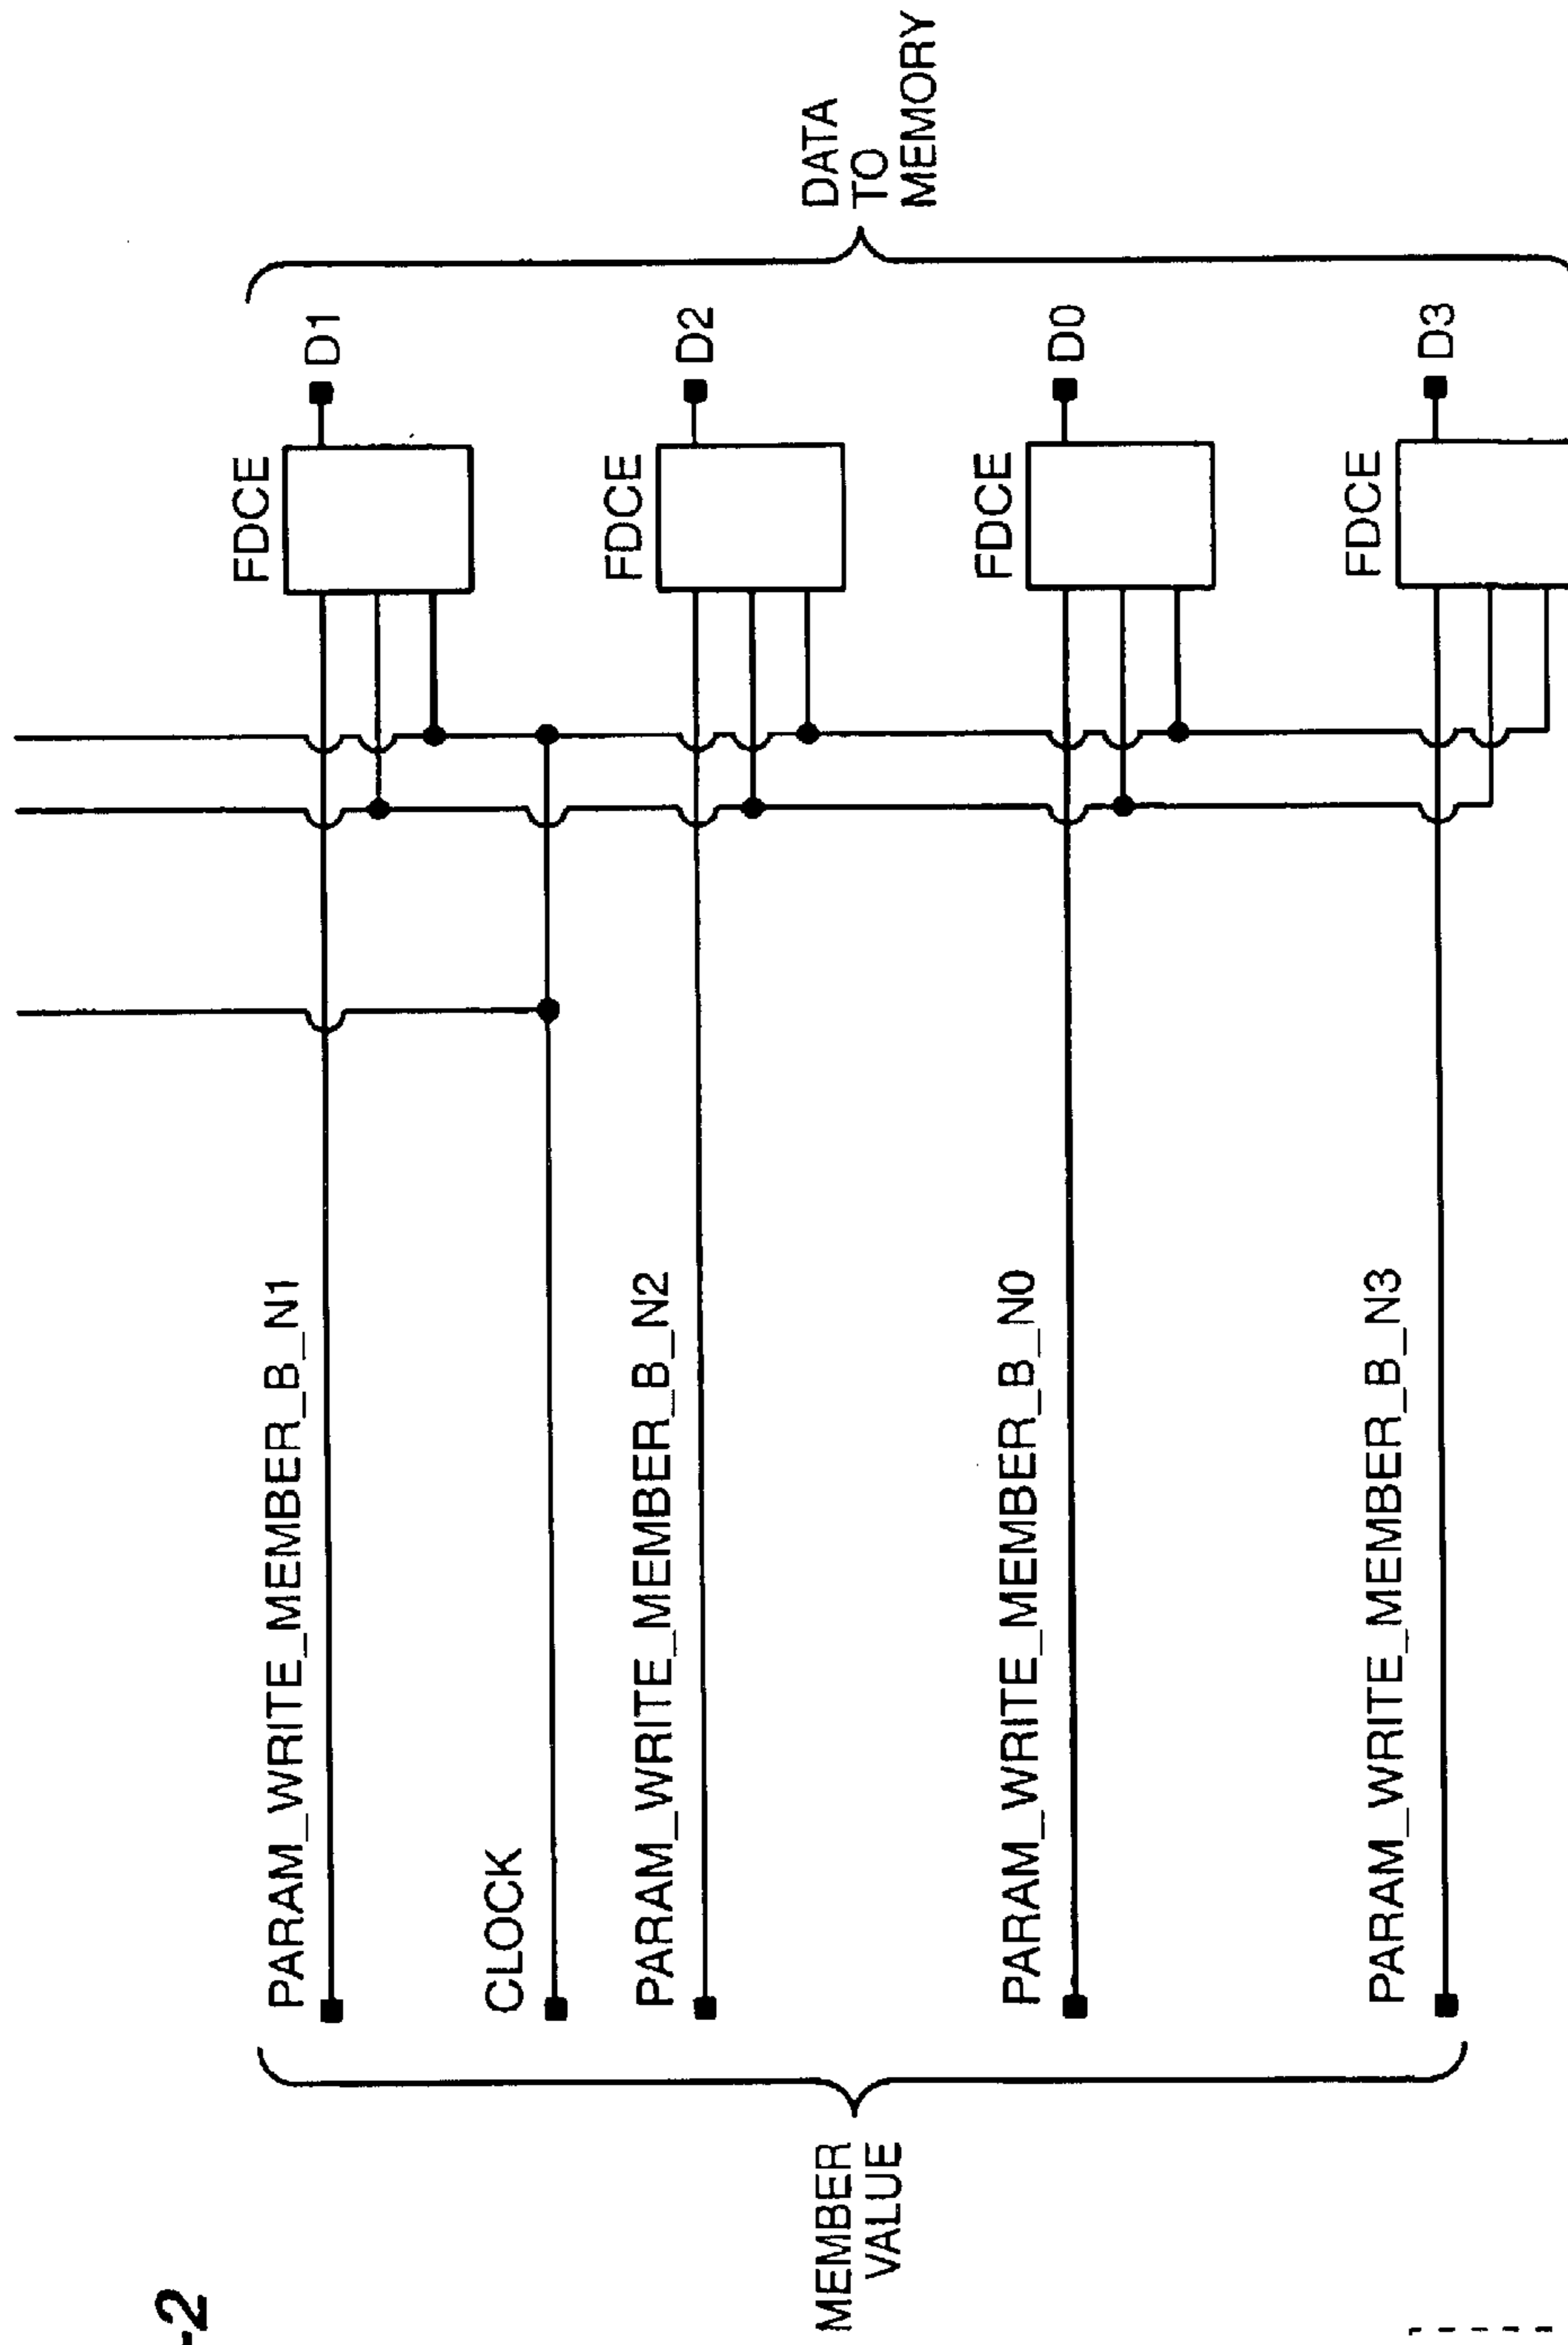 -2
MEMBER
VALUE
PARAM_WRITE_MEMBER_B_N1
CLOCK
PARAM_WRITE_MEMBER_B_N2
PARAM_WRITE_MEMBER_B_N0
PARAM_WRITE_MEMBER_B_N3
FDCE
FDCE
FDCE
FDCE
D1
D2
D0
D3
DATA
TO
MEMORY